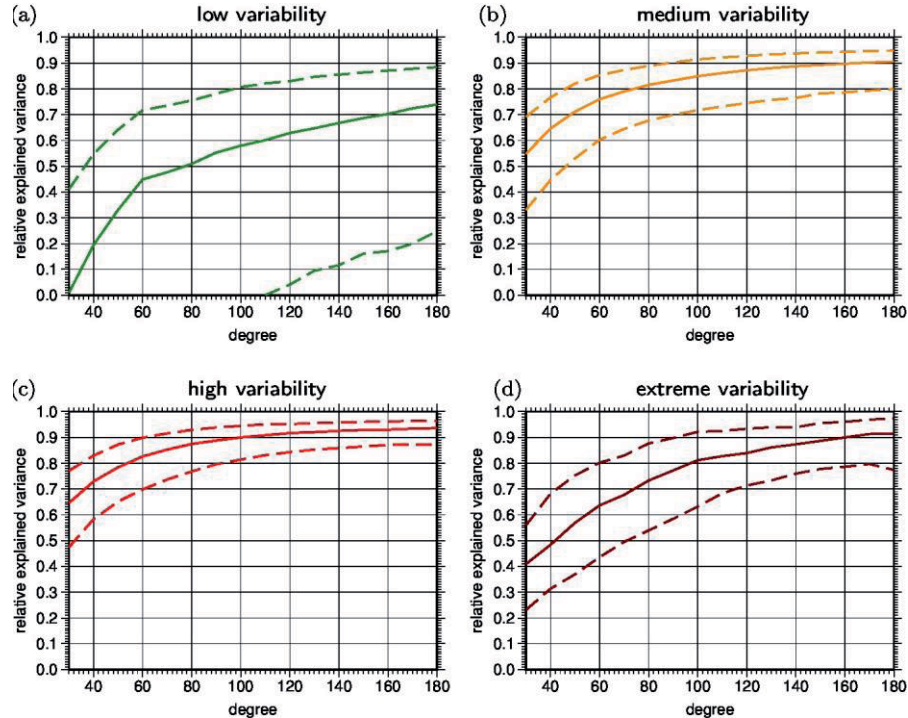 (a) low variability
relative explained variance
1.0
0.9
0.8
0.7
0.6
0.5
0.4
0.3
0.2
0.1
0.0
40 60 80 100 120 140 160 180
degree
(b) medium variability
relative explained variance
1.0
0.9
0.8
0.7
0.6
0.5
0.4
0.3
0.2
0.1
0.0
40 60 80 100 120 140 160 180
degree
(c) high variability
relative explained variance
1.0
0.9
0.8
0.7
0.6
0.5
0.4
0.3
0.2
0.1
0.0
40 60 80 100 120 140 160 180
degree
(d) extreme variability
relative explained variance
1.0
0.9
0.8
0.7
0.6
0.5
0.4
0.3
0.2
0.1
0.0
40 60 80 100 120 140 160 180
degree